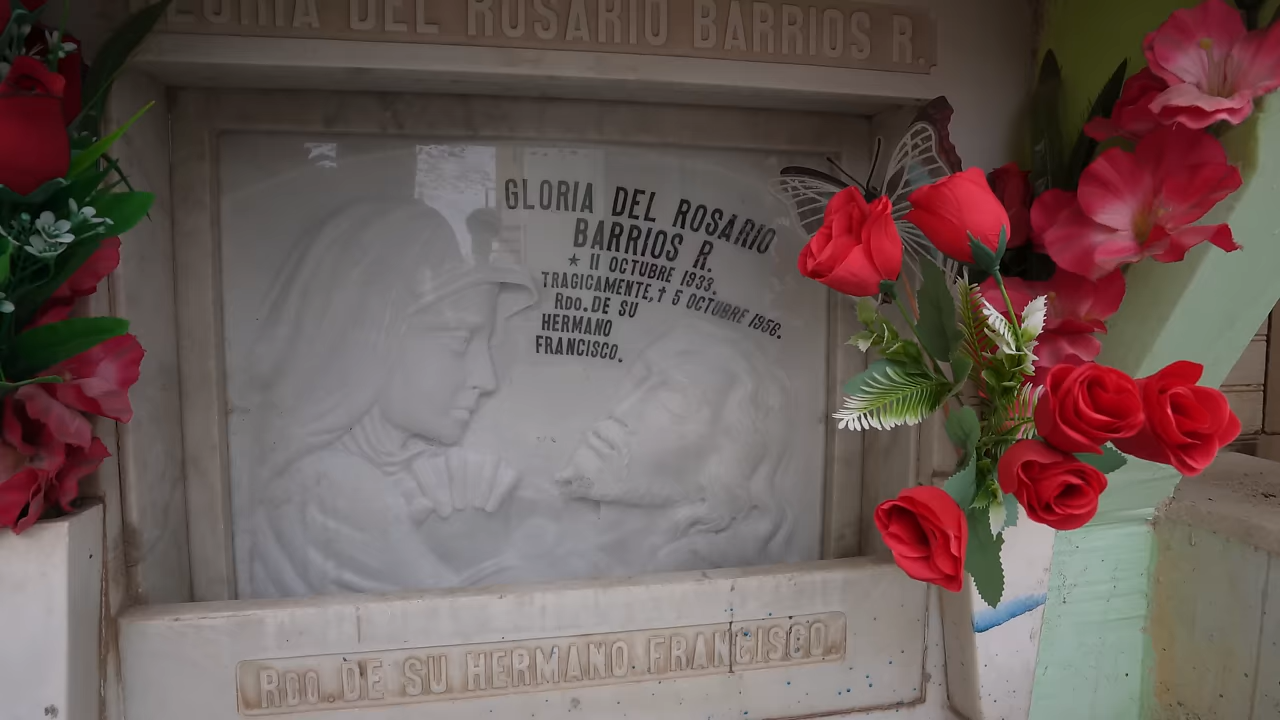 GLORIA DEL ROSARIO BARRIOS R.
GLORIA DEL ROSARIO
BARRIOS R.
* 11 OCTUBRE 1933.
TRAGICAMENTE, † 5 OCTUBRE 1956.
RDO. DE SU
HERMANO
FRANCISCO.
RDO. DE SU HERMANO FRANCISCO.